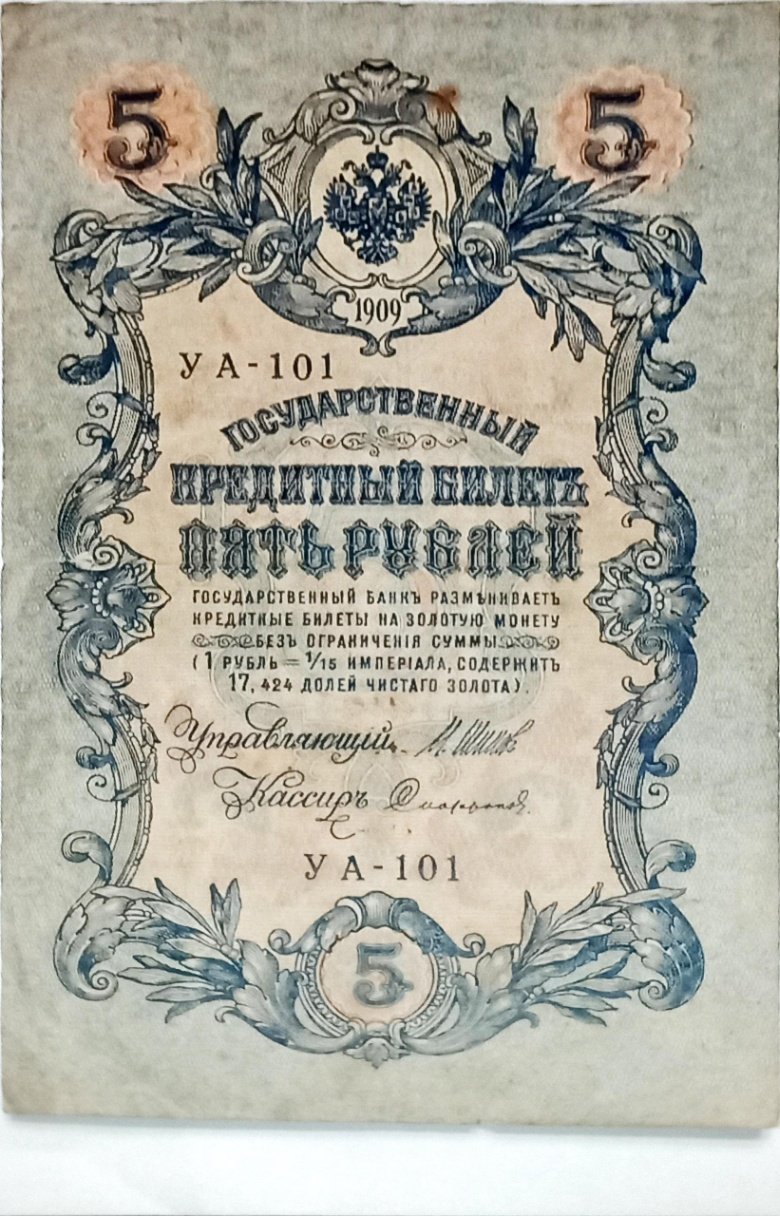 5 5
1909
УА-101
ГОСУДАРСТВЕННЫЙ
КРЕДИТНЫЙ БИЛЕТЪ
ПЯТЬ РУБЛЕЙ
ГОСУДАРСТВЕННЫЙ БАНКЪ РАЗМѢНИВАЕТЪ
КРЕДИТНЫЕ БИЛЕТЫ НА ЗОЛОТУЮ МОНЕТУ
БЕЗЪ ОГРАНИЧЕНІЯ СУММЫ
(1 РУБЛЬ = 1/15 ИМПЕРІАЛА, СОДЕРЖИТЪ
17,424 ДОЛЕЙ ЧИСТАГО ЗОЛОТА).
Управляющій И. Шипов
Кассиръ
УА-101
5